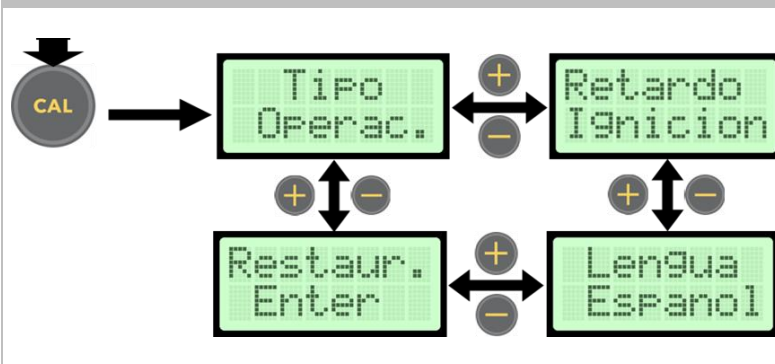 CAL
Tipo
Operac.
+
−
Retardo
Ignicion
+
−
+
−
Restaur.
Enter
+
−
Lengua
Espanol